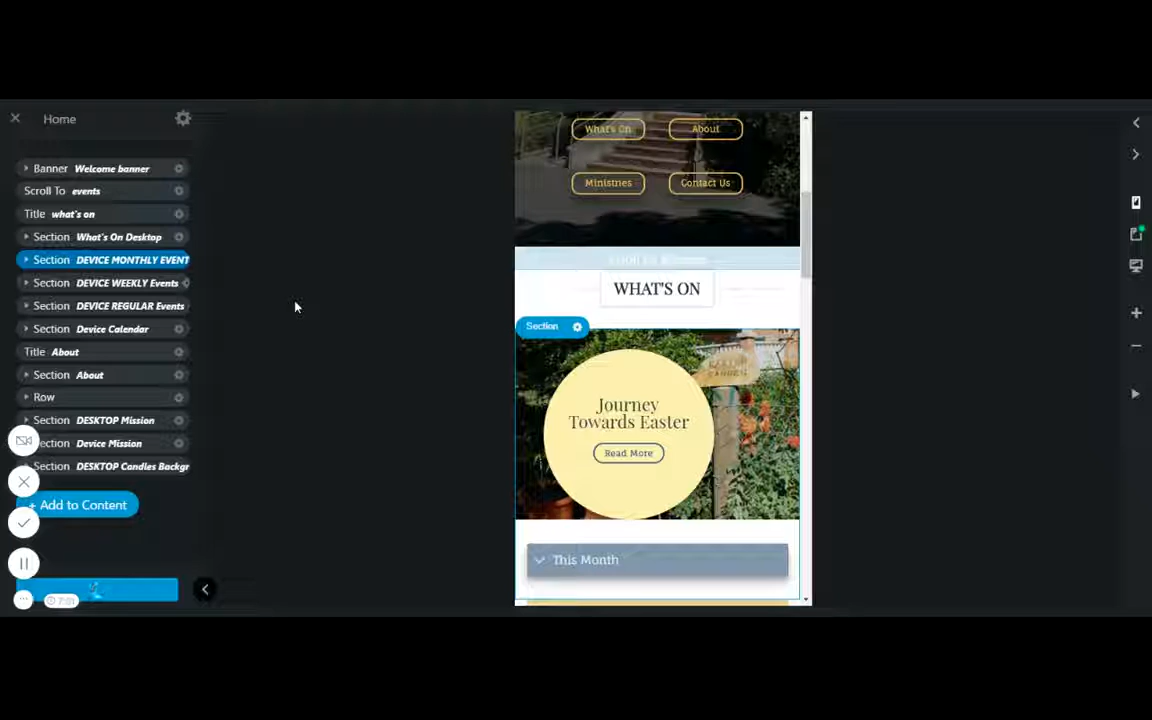 Home
Banner Welcome banner
Scroll To events
Title what's on
Section What's On Desktop
Section DEVICE MONTHLY EVENT
Section DEVICE WEEKLY Events
Section DEVICE REGULAR Events
Section Device Calendar
Title About
Section About
Row
Section DESKTOP Mission
Section Device Mission
Section DESKTOP Candles Backgr
+ Add to Content
7:01
What's On
About
Ministries
Contact Us
WHAT'S ON
Section
Journey
Towards Easter
Read More
This Month